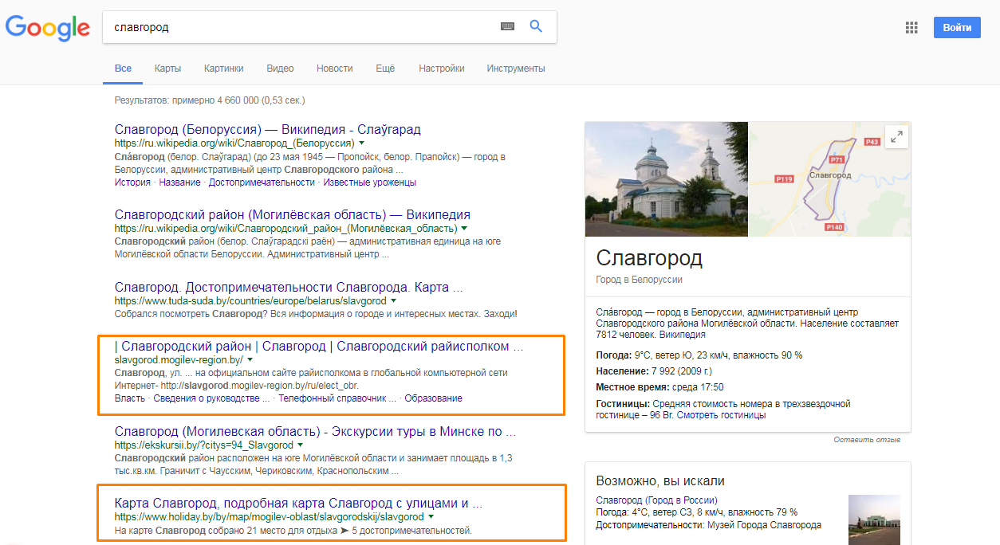 Google
славгород
Войти
Все Карты Картинки Видео Новости Ещё Настройки Инструменты
Результатов: примерно 4 660 000 (0,53 сек.)
Славгород (Белоруссия) — Википедия - Слаўгарад
https://ru.wikipedia.org/wiki/Славгород_(Белоруссия)
Сла́вгород (белор. Слаўгарад) (до 23 мая 1945 — Пропойск, белор. Прапойск) — город в
Белоруссии, административный центр Славгородского района ...
История · Название · Достопримечательности · Известные уроженцы
Славгородский район (Могилёвская область) — Википедия
https://ru.wikipedia.org/wiki/Славгородский_район_(Могилёвская_область)
Славгородский район (белор. Слаўгарадскі раён) — административная единица на юге
Могилёвской области Белоруссии. Административный центр ...
Славгород. Достопримечательности Славгорода. Карта ...
https://www.tuda-suda.by/countries/europe/belarus/slavgorod
Собрался посмотреть Славгород? Вся информация о городе и интересных местах. Заходи!
| Славгородский район | Славгород | Славгородский райисполком ...
slavgorod.mogilev-region.by/
Славгород, ул. ... на официальном сайте райисполкома в глобальной компьютерной сети
Интернет- http://slavgorod.mogilev-region.by/ru/elect_obr.
Власть · Сведения о руководстве ... · Телефонный справочник ... · Образование
Славгород (Могилевская область) - Экскурсии туры в Минске по ...
https://ekskursii.by/?citys=94_Slavgorod
Славгородский район расположен на юге Могилёвской области и занимает площадь в 1,3
тыс.кв.км. Граничит с Чаусским, Чериковским, Краснопольским ...
Карта Славгород, подробная карта Славгород с улицами и ...
https://www.holiday.by/by/map/mogilev-oblast/slavgorodskij/slavgorod
На карте Славгород собрано 21 место для отдыха ➤ 5 достопримечательностей.
P43
P71
Славгород
P119
P140
Славгород
Город в Белоруссии
Сла́вгород — город в Белоруссии, административный центр
Славгородского района Могилёвской области. Население составляет
7812 человек. Википедия
Погода: 9°C, ветер Ю, 23 км/ч, влажность 90 %
Население: 7 992 (2009 г.)
Местное время: среда 17:50
Гостиницы: Средняя стоимость номера в трехзвездочной
гостинице – 96 Br. Смотреть гостиницы
Оставить отзыв
Возможно, вы искали
Славгород (Город в России)
Погода: 4°C, ветер СЗ, 8 км/ч, влажность 79 %
Достопримечательности: Музей Города Славгорода